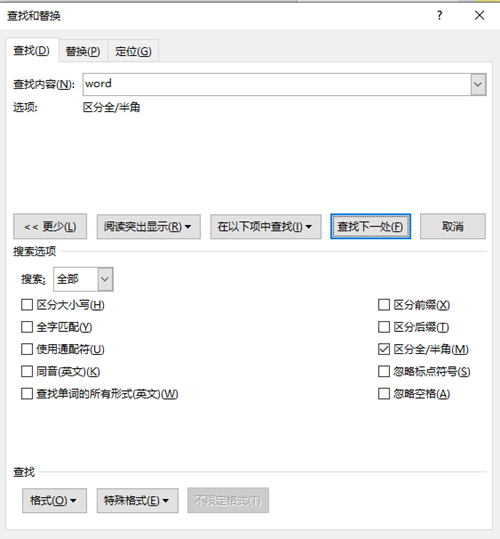 查找和替换 ? ×
查找(D) 替换(P) 定位(G)
查找内容(N): word
选项: 区分全/半角
<< 更少(L) 阅读突出显示(R) 在以下项中查找(I) 查找下一处(F) 取消
搜索选项
搜索: 全部
区分大小写(H) 区分前缀(X)
全字匹配(Y) 区分后缀(T)
使用通配符(U) 区分全/半角(M)
同音(英文)(K) 忽略标点符号(S)
查找单词的所有形式(英文)(W) 忽略空格(A)
查找
格式(O) 特殊格式(E) 不限定格式(T)